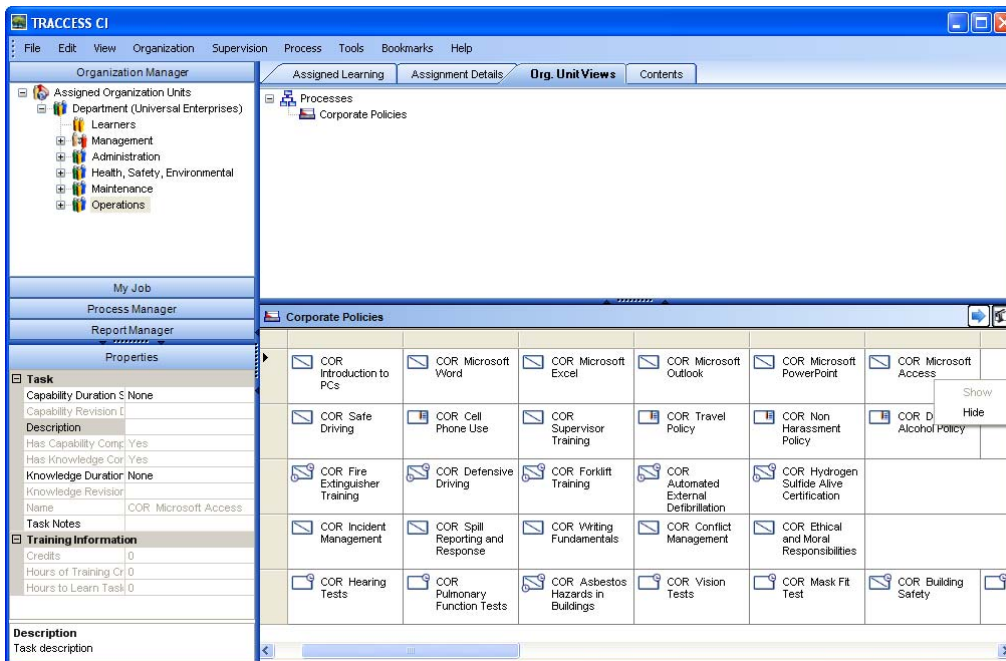 TRACCESS CI
File Edit View Organization Supervision Process Tools Bookmarks Help
Organization Manager
Assigned Organization Units
Department (Universal Enterprises)
Learners
Management
Administration
Health, Safety, Environmental
Maintenance
Operations
My Job
Process Manager
Report Manager
Properties
Task
Capability Duration S None
Capability Revision D
Description
Has Capability Comp Yes
Has Knowledge Cor Yes
Knowledge Duration None
Knowledge Revision
Name COR Microsoft Access
Task Notes
Training Information
Credits 0
Hours of Training Cr 0
Hours to Learn Task 0
Description
Task description
Assigned Learning Assignment Details Org. Unit Views Contents
Processes
Corporate Policies
Corporate Policies
COR Introduction to PCs
COR Microsoft Word
COR Microsoft Excel
COR Microsoft Outlook
COR Microsoft PowerPoint
COR Microsoft Access
Show
Hide
COR Safe Driving
COR Cell Phone Use
COR Supervisor Training
COR Travel Policy
COR Non Harassment Policy
COR D
Alcohol Policy
COR Fire Extinguisher Training
COR Defensive Driving
COR Forklift Training
COR Automated External Defibrillation
COR Hydrogen Sulfide Alive Certification
COR Incident Management
COR Spill Reporting and Response
COR Writing Fundamentals
COR Conflict Management
COR Ethical and Moral Responsibilities
COR Hearing Tests
COR Pulmonary Function Tests
COR Asbestos Hazards in Buildings
COR Vision Tests
COR Mask Fit Test
COR Building Safety